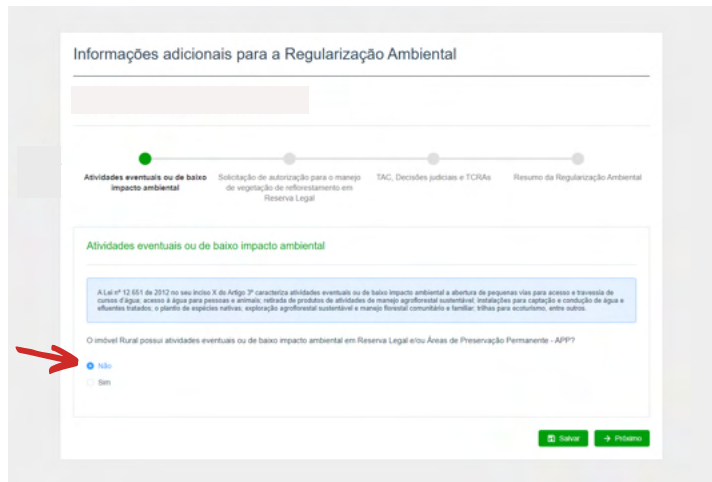 Informações adicionais para a Regularização Ambiental
Atividades eventuais ou de baixo
impacto ambiental
Solicitação de autorização para o manejo
de vegetação de reflorestamento em
Reserva Legal
TAC, Decisões judiciais e TCRAs
Resumo da Regularização Ambiental
Atividades eventuais ou de baixo impacto ambiental
A Lei nº 12.651 de 2012 no seu inciso X do Artigo 3º caracteriza atividades eventuais ou de baixo impacto ambiental a abertura de pequenas vias para acesso e travessia de
cursos d'água; acesso à água para pessoas e animais; retirada de produtos de atividades de manejo agroflorestal sustentável; instalações para captação e condução de água e
efluentes tratados; o plantio de espécies nativas; exploração agroflorestal sustentável e manejo florestal comunitário e familiar; trilhas para ecoturismo, entre outros.
O imóvel Rural possui atividades eventuais ou de baixo impacto ambiental em Reserva Legal e/ou Áreas de Preservação Permanente - APP?
Não
Sim
Salvar
Próximo